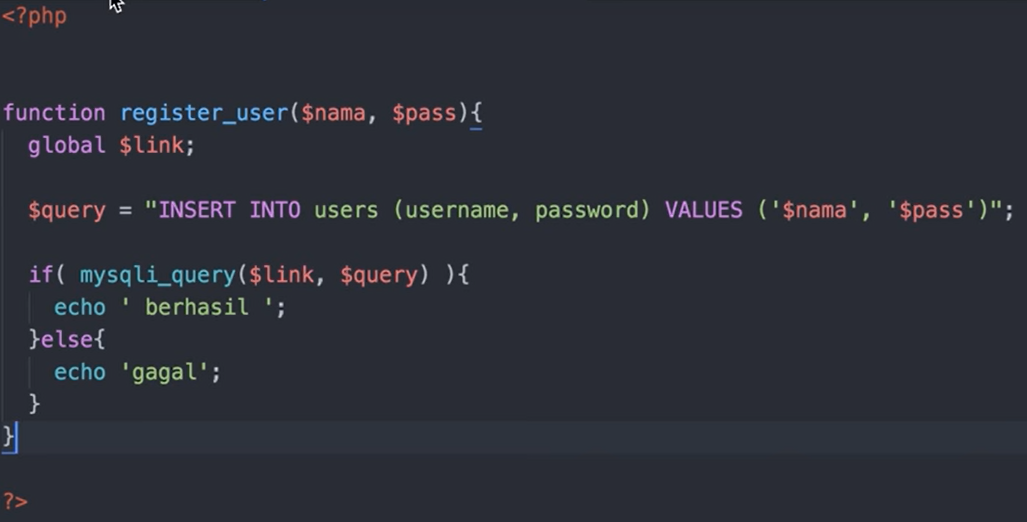 <?php
function register_user($nama, $pass){
global $link;
$query = "INSERT INTO users (username, password) VALUES ('$nama', '$pass')";
if( mysqli_query($link, $query) ){
echo ' berhasil ';
}else{
echo 'gagal';
}
}
?>